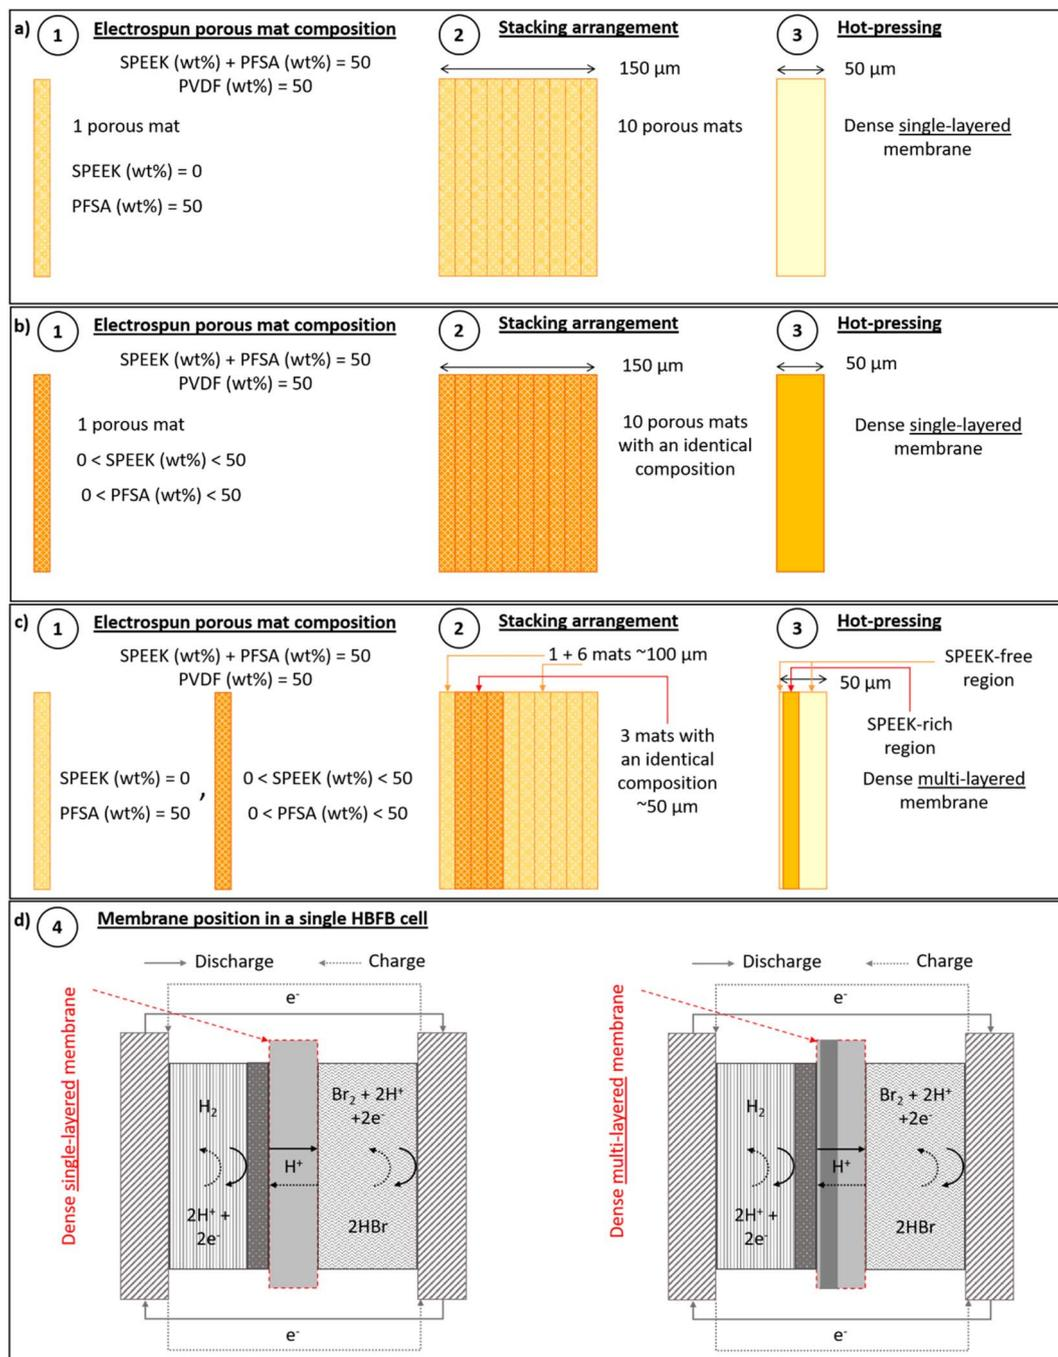 a) 1 Electrospun porous mat composition
SPEEK (wt%) + PFSA (wt%) = 50
PVDF (wt%) = 50
1 porous mat
SPEEK (wt%) = 0
PFSA (wt%) = 50
2 Stacking arrangement
150 μm
10 porous mats
3 Hot-pressing
50 μm
Dense single-layered
membrane
b) 1 Electrospun porous mat composition
SPEEK (wt%) + PFSA (wt%) = 50
PVDF (wt%) = 50
1 porous mat
0 < SPEEK (wt%) < 50
0 < PFSA (wt%) < 50
2 Stacking arrangement
150 μm
10 porous mats
with an identical
composition
3 Hot-pressing
50 μm
Dense single-layered
membrane
c) 1 Electrospun porous mat composition
SPEEK (wt%) + PFSA (wt%) = 50
PVDF (wt%) = 50
SPEEK (wt%) = 0
PFSA (wt%) = 50
,
0 < SPEEK (wt%) < 50
0 < PFSA (wt%) < 50
2 Stacking arrangement
1 + 6 mats ~100 μm
3 mats with
an identical
composition
~50 μm
3 Hot-pressing
SPEEK-free
region
50 μm
SPEEK-rich
region
Dense multi-layered
membrane
d) 4 Membrane position in a single HBFB cell
Discharge Charge
e-
Dense single-layered membrane
H2
2H+ +
2e-
H+
Br2 + 2H+
+2e-
2HBr
e-
Discharge Charge
e-
Dense multi-layered membrane
H2
2H+ +
2e-
H+
Br2 + 2H+
+2e-
2HBr
e-